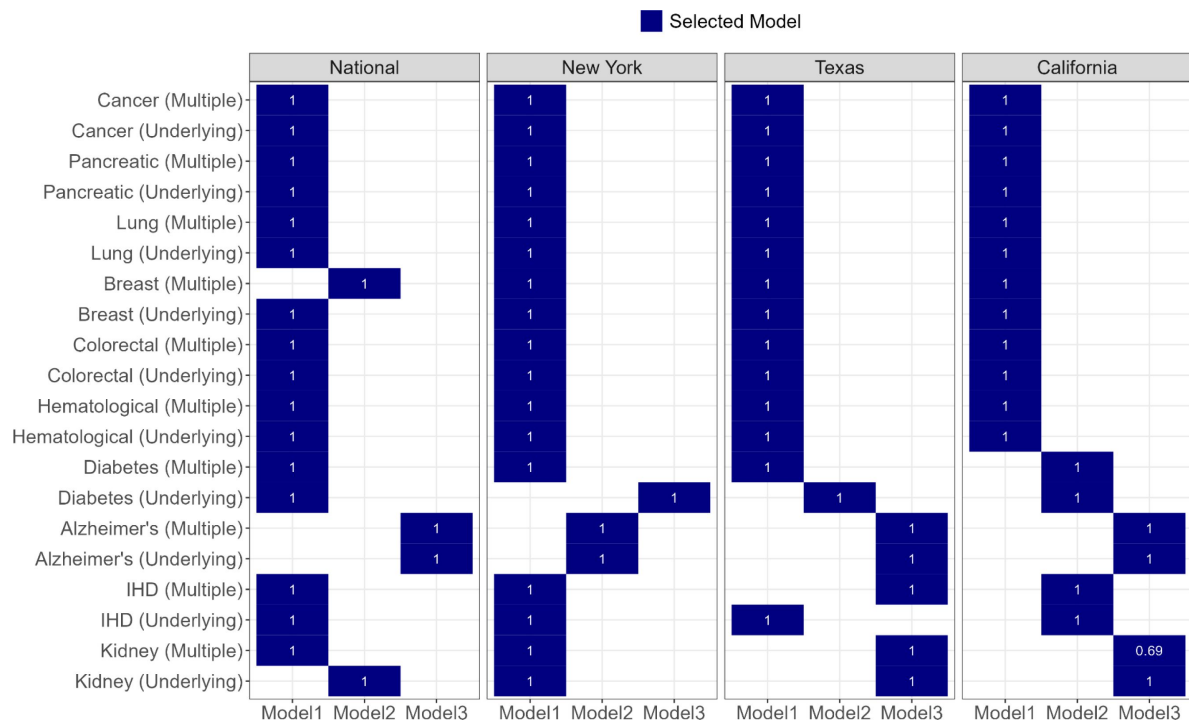 Selected Model
National New York Texas California
Cancer (Multiple) 1 1 1 1
Cancer (Underlying) 1 1 1 1
Pancreatic (Multiple) 1 1 1 1
Pancreatic (Underlying) 1 1 1 1
Lung (Multiple) 1 1 1 1
Lung (Underlying) 1 1 1 1
Breast (Multiple) 1 1 1 1
Breast (Underlying) 1 1 1 1
Colorectal (Multiple) 1 1 1 1
Colorectal (Underlying) 1 1 1 1
Hematological (Multiple) 1 1 1 1
Hematological (Underlying) 1 1 1 1
Diabetes (Multiple) 1 1 1 1
Diabetes (Underlying) 1 1 1 1
Alzheimer's (Multiple) 1 1 1 1
Alzheimer's (Underlying) 1 1 1 1
IHD (Multiple) 1 1 1 1
IHD (Underlying) 1 1 1 1
Kidney (Multiple) 1 1 1 0.69
Kidney (Underlying) 1 1 1 1
Model1 Model2 Model3 Model1 Model2 Model3 Model1 Model2 Model3 Model1 Model2 Model3